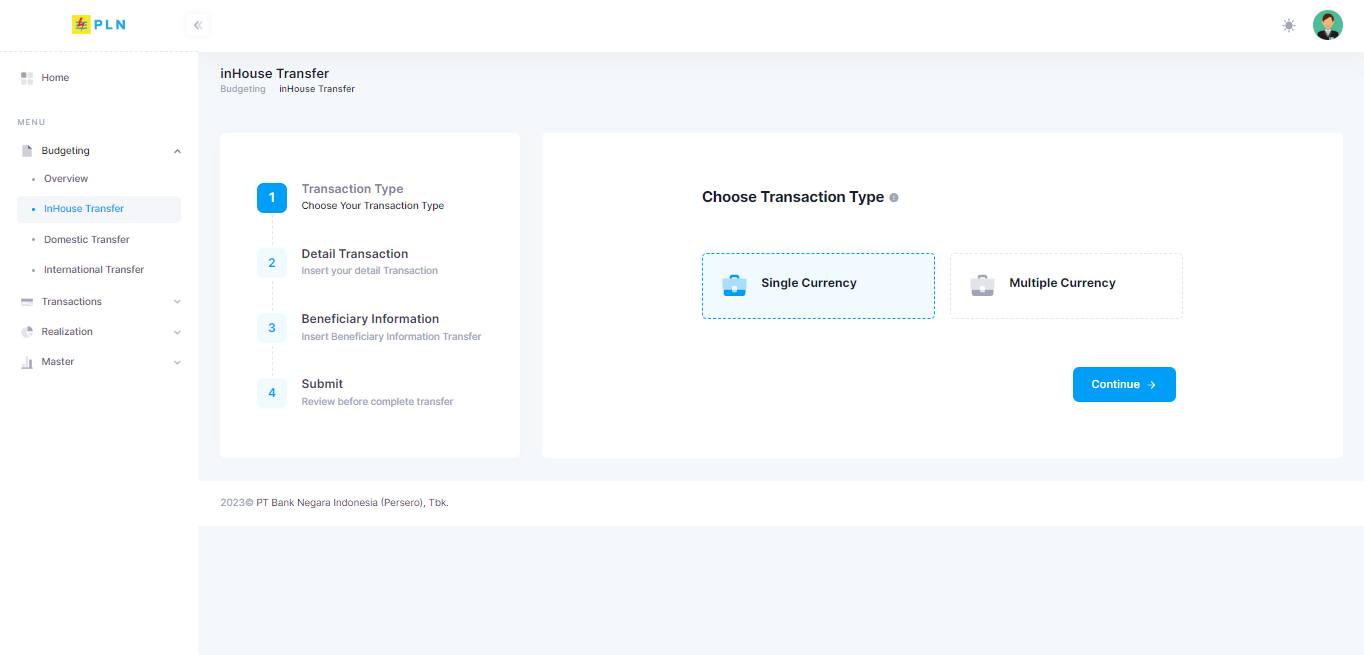 PLN
Home
MENU
Budgeting
Overview
InHouse Transfer
Domestic Transfer
International Transfer
Transactions
Realization
Master
inHouse Transfer
Budgeting inHouse Transfer
1
Transaction Type
Choose Your Transaction Type
2
Detail Transaction
Insert your detail Transaction
3
Beneficiary Information
Insert Beneficiary Information Transfer
4
Submit
Review before complete transfer
Choose Transaction Type
Single Currency
Multiple Currency
Continue
2023© PT Bank Negara Indonesia (Persero), Tbk.